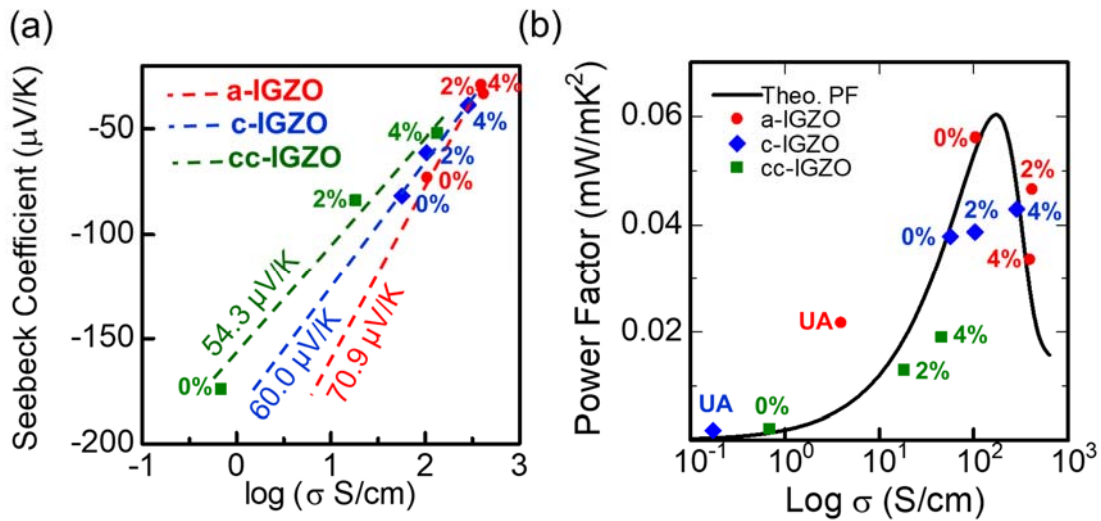 (a)
(b)
Seebeck Coefficient (μV/K)
-50
-100
-150
-200
-1
0
1
2
3
log (σ S/cm)
a-IGZO
c-IGZO
cc-IGZO
2%
4%
4%
4%
2%
2%
0%
0%
0%
54.3 μV/K
60.0 μV/K
70.9 μV/K
Power Factor (mW/mK²)
0.06
0.04
0.02
10⁻¹
10⁰
10¹
10²
10³
Log σ (S/cm)
Theo. PF
a-IGZO
c-IGZO
cc-IGZO
0%
2%
2%
4%
0%
4%
UA
4%
2%
UA
0%